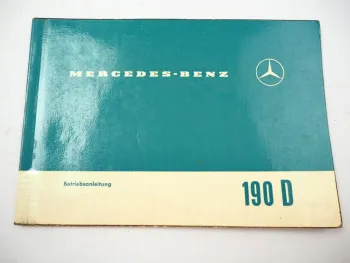 MERCEDES-BENZ
Betriebsanleitung
190 D